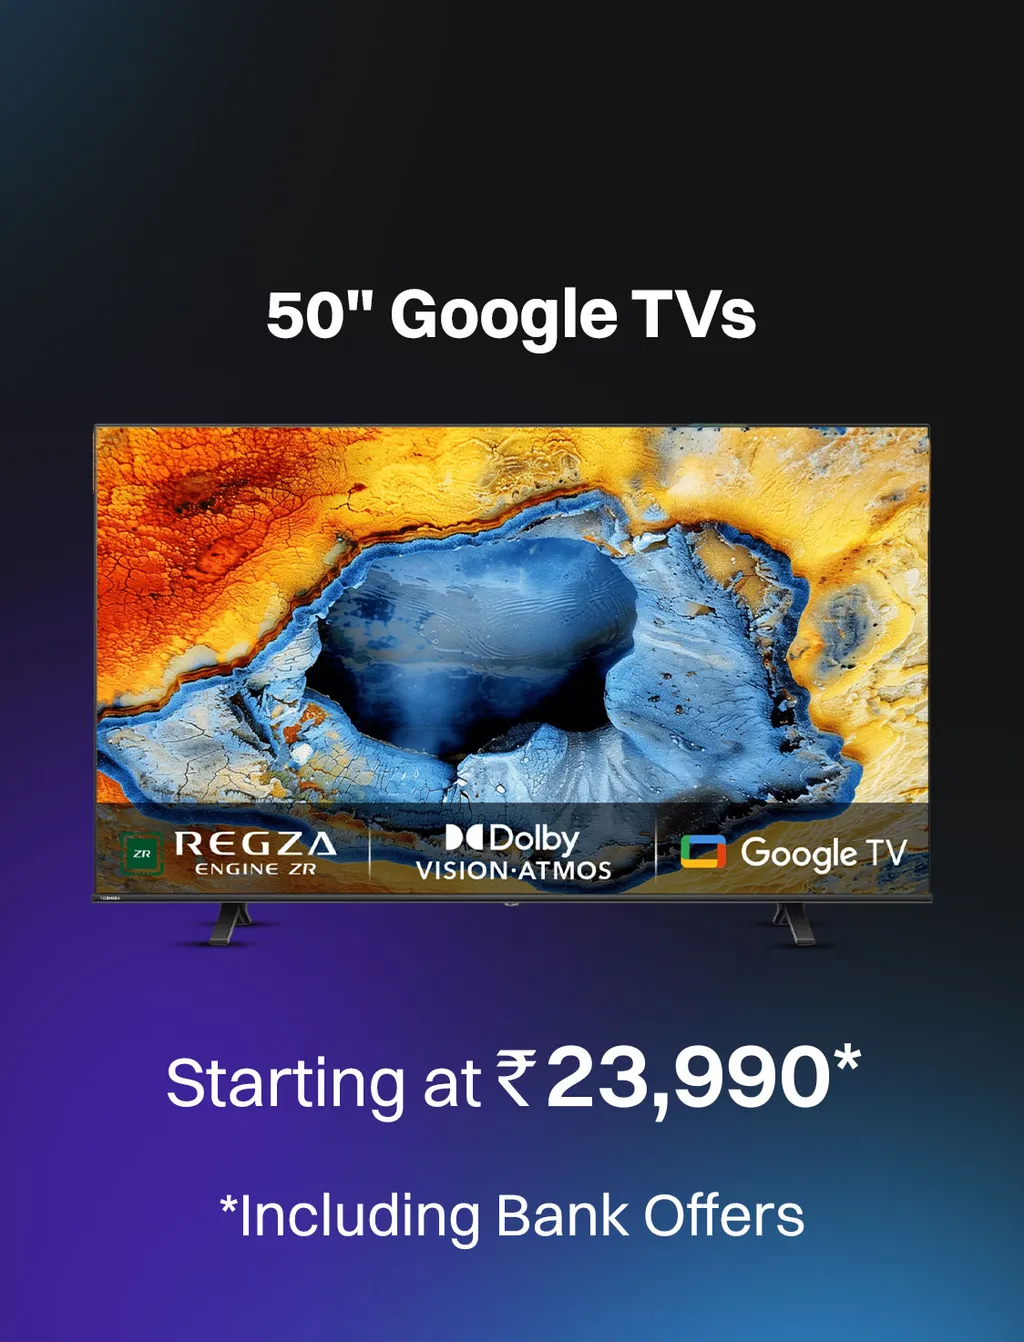 50" Google TVs
ZR
REGZA
ENGINE ZR
Dolby
VISION·ATMOS
Google TV
TOSHIBA
Starting at ₹23,990*
*Including Bank Offers